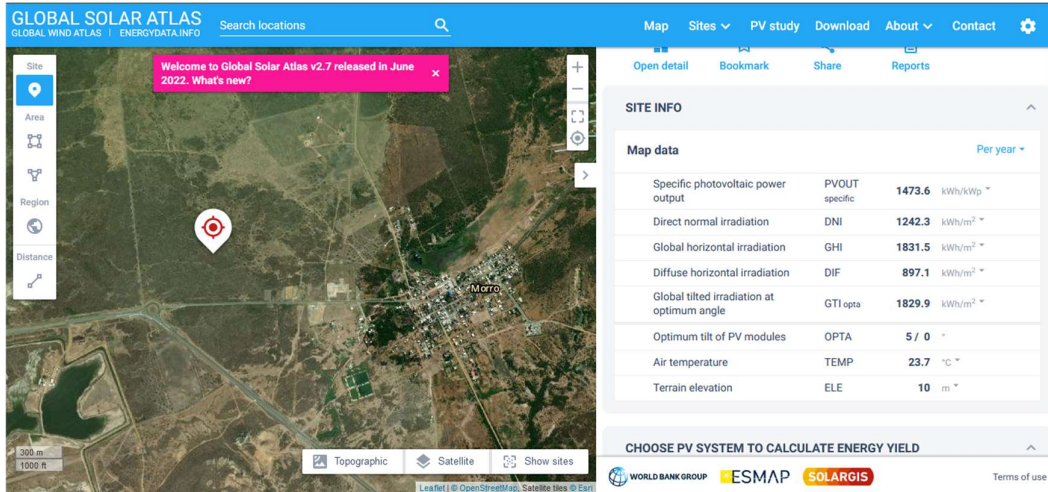 GLOBAL SOLAR ATLAS
GLOBAL WIND ATLAS | ENERGYDATA.INFO
Search locations
Map Sites PV study Download About Contact
Site
Area
Region
Distance
Welcome to Global Solar Atlas v2.7 released in June
2022. What's new?
×
+
−
Morro
300 m
1000 ft
Topographic Satellite Show sites
Leaflet | © OpenStreetMap, Satellite tiles © Esri
Open detail Bookmark Share Reports
SITE INFO
Map data Per year
Specific photovoltaic power
output
PVOUT
specific
1473.6 kWh/kWp
Direct normal irradiation DNI 1242.3 kWh/m²
Global horizontal irradiation GHI 1831.5 kWh/m²
Diffuse horizontal irradiation DIF 897.1 kWh/m²
Global tilted irradiation at
optimum angle
GTI opta 1829.9 kWh/m²
Optimum tilt of PV modules OPTA 5 / 0 °
Air temperature TEMP 23.7 °C
Terrain elevation ELE 10 m
CHOOSE PV SYSTEM TO CALCULATE ENERGY YIELD
WORLD BANK GROUP ESMAP SOLARGIS Terms of use